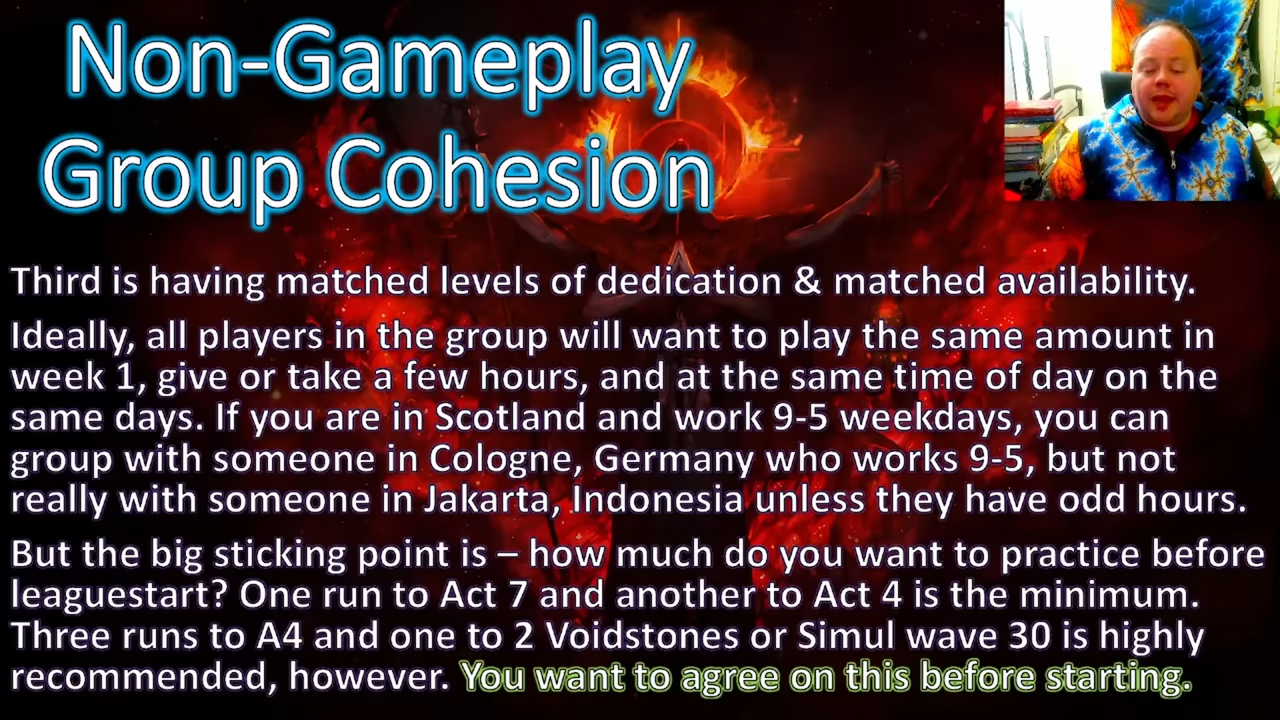 Non-Gameplay
Group Cohesion
Third is having matched levels of dedication & matched availability.
Ideally, all players in the group will want to play the same amount in
week 1, give or take a few hours, and at the same time of day on the
same days. If you are in Scotland and work 9-5 weekdays, you can
group with someone in Cologne, Germany who works 9-5, but not
really with someone in Jakarta, Indonesia unless they have odd hours.
But the big sticking point is – how much do you want to practice before
leaguestart? One run to Act 7 and another to Act 4 is the minimum.
Three runs to A4 and one to 2 Voidstones or Simul wave 30 is highly
recommended, however. You want to agree on this before starting.